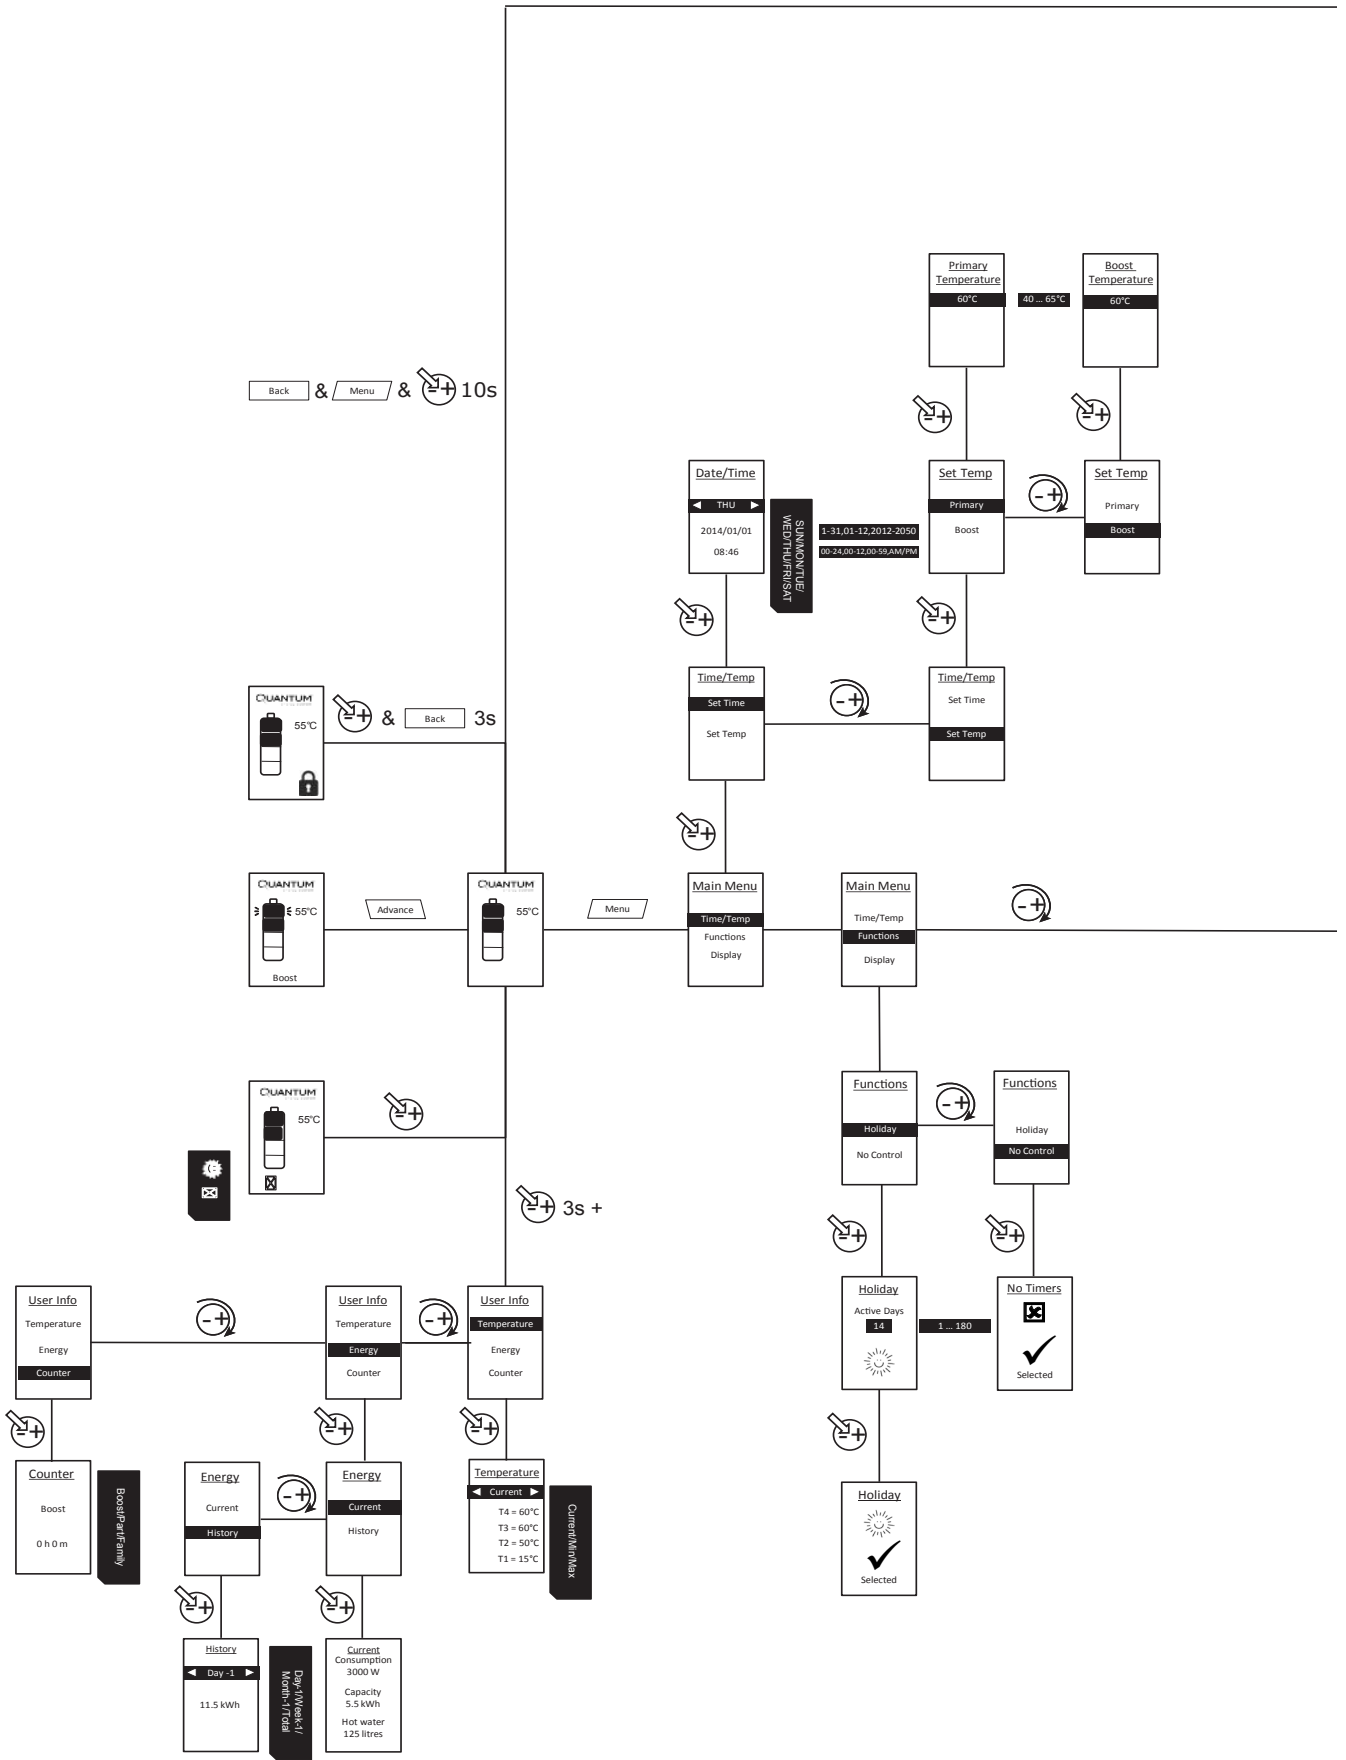 Primary
Temperature
60°C
40 ... 65°C
Boost
Temperature
60°C
Back & Menu & 10s
Date/Time
THU
2014/01/01
08:46
SUN/MON/TUE/
WED/THU/FRI/SAT
1-31,01-12,2012-2050
00-24,00-12,00-59,AM/PM
Set Temp
Primary
Boost
Set Temp
Primary
Boost
QUANTUM
55°C
& Back 3s
Time/Temp
Set Time
Set Temp
Time/Temp
Set Time
Set Temp
QUANTUM
55°C
Boost
Advance
QUANTUM
55°C
Menu
Main Menu
Time/Temp
Functions
Display
Main Menu
Time/Temp
Functions
Display
QUANTUM
55°C
3s +
Functions
Holiday
No Control
Functions
Holiday
No Control
User Info
Temperature
Energy
Counter
User Info
Temperature
Energy
Counter
User Info
Temperature
Energy
Counter
Holiday
Active Days
14
1 ... 180
No Timers
Selected
Counter
Boost
0 h 0 m
Boost/Part/Family
Energy
Current
History
Energy
Current
History
Temperature
Current
T4 = 60°C
T3 = 60°C
T2 = 50°C
T1 = 15°C
Current/Min/Max
Holiday
Selected
History
Day -1
11.5 kWh
Day-1/Week-1/
Month-1/Total
Current
Consumption
3000 W
Capacity
5.5 kWh
Hot water
125 litres